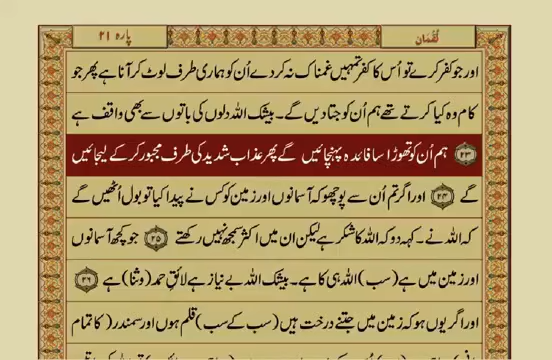 لُقْمَان
پارہ ۲۱
اور جو کفر کرے تو اُس کا کفر تمہیں غمناک نہ کردے اُن کو ہماری طرف لوٹ کر آنا ہے پھر جو
کام وہ کیا کرتے تھے ہم اُن کو جتا دیں گے۔ بیشک اللہ دلوں کی باتوں سے بھی واقف ہے
۲۳ ہم اُن کو تھوڑا سا فائدہ پہنچائیں گے پھر عذاب شدید کی طرف مجبور کرکے لیجائیں
گے ۲۴ اور اگر تم اُن سے پوچھو کہ آسمانوں اور زمین کو کس نے پیدا کیا تو بول اُٹھیں گے
کہ اللہ نے۔ کہہ دو کہ اللہ کا شکر ہے لیکن ان میں اکثر سمجھ نہیں رکھتے ۲۵ جو کچھ آسمانوں
اور زمین میں ہے (سب) اللہ ہی کا ہے۔ بیشک اللہ بے نیاز ہے لائقِ حمد (وثنا) ہے ۲۶
اور اگر یوں ہو کہ زمین میں جتنے درخت ہیں (سب کے سب) قلم ہوں اور سمندر (کا تمام